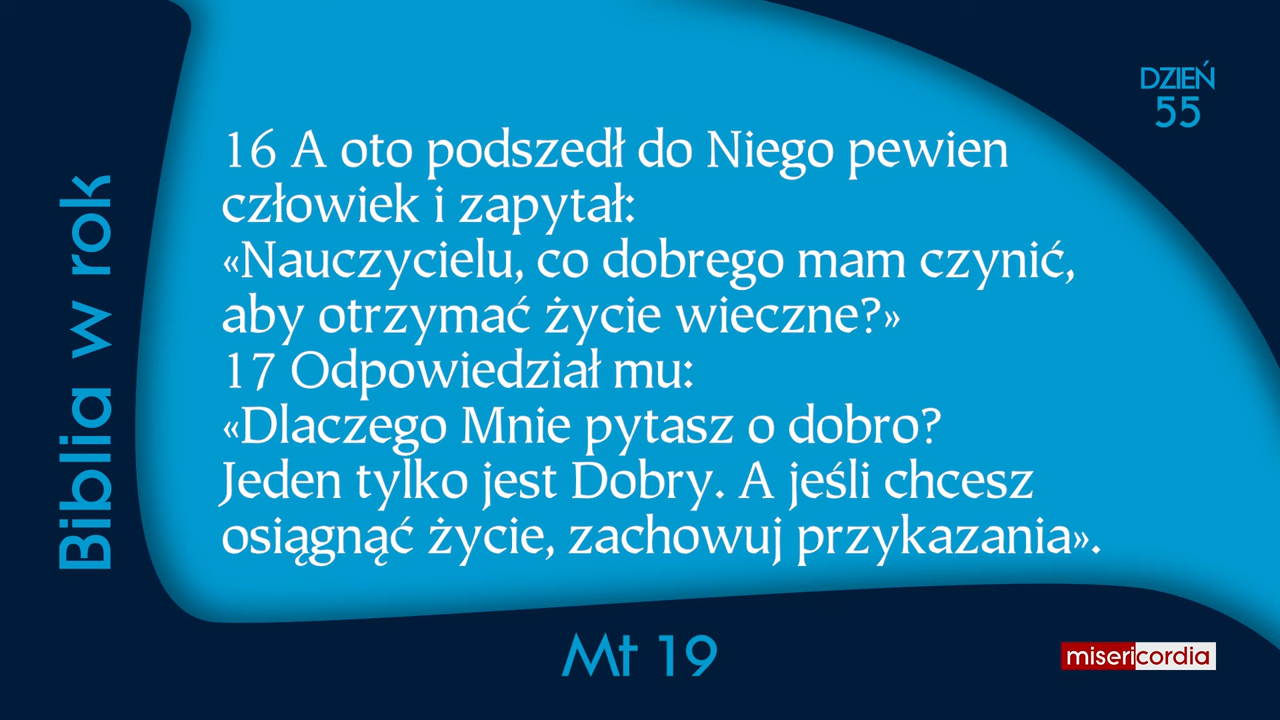 DZIEŃ
55
16 A oto podszedł do Niego pewien
człowiek i zapytał:
«Nauczycielu, co dobrego mam czynić,
aby otrzymać życie wieczne?»
17 Odpowiedział mu:
«Dlaczego Mnie pytasz o dobro?
Jeden tylko jest Dobry. A jeśli chcesz
osiągnąć życie, zachowuj przykazania».
Biblia w rok
Mt 19
misericordia